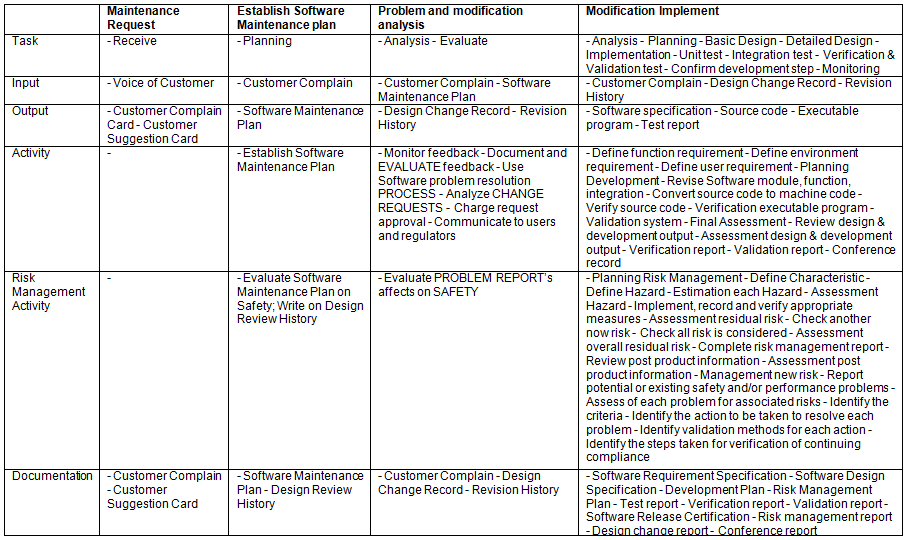 Maintenance Request
Establish Software Maintenance plan
Problem and modification analysis
Modification Implement
Task
- Receive
- Planning
- Analysis - Evaluate
- Analysis - Planning - Basic Design - Detailed Design -
Implementation - Unit test - Integration test - Verification &
Validation test - Confirm development step - Monitoring
Input
- Voice of Customer
- Customer Complain
- Customer Complain - Software
Maintenance Plan
- Customer Complain - Design Change Record - Revision
History
Output
- Customer Complain
Card - Customer
Suggestion Card
- Software Maintenance
Plan
- Design Change Record - Revision
History
- Software specification - Source code - Executable
program - Test report
Activity
-
- Establish Software
Maintenance Plan
- Monitor feedback - Document and
EVALUATE feedback - Use
Software problem resolution
PROCESS - Analyze CHANGE
REQUESTS - Charge request
approval - Communicate to users
and regulators
- Define function requirement - Define environment
requirement - Define user requirement - Planning
Development - Revise Software module, function,
integration - Convert source code to machine code -
Verify source code - Verification executable program -
Validation system - Final Assessment - Review design &
development output - Assessment design & development
output - Verification report - Validation report - Conference
record
Risk
Management
Activity
-
- Evaluate Software
Maintenance Plan on
Safety; Write on Design
Review History
- Evaluate PROBLEM REPORT's
affects on SAFETY
- Planning Risk Management - Define Characteristic -
Define Hazard - Estimation each Hazard - Assessment
Hazard - Implement, record and verify appropriate
measures - Assessment residual risk - Check another
now risk - Check all risk is considered - Assessment
overall residual risk - Complete risk management report -
Review post product information - Assessment post
product information - Management new risk - Report
potential or existing safety and/or performance problems -
Assess of each problem for associated risks - Identify the
criteria - Identify the action to be taken to resolve each
problem - Identify validation methods for each action -
Identify the steps taken for verification of continuing
compliance
Documentation
- Customer Complain
- Customer
Suggestion Card
- Software Maintenance
Plan - Design Review
History
- Customer Complain - Design
Change Record - Revision History
- Software Requirement Specification - Software Design
Specification - Development Plan - Risk Management
Plan - Test report - Verification report - Validation report -
Software Release Certification - Risk management report
- Design change report - Conference report